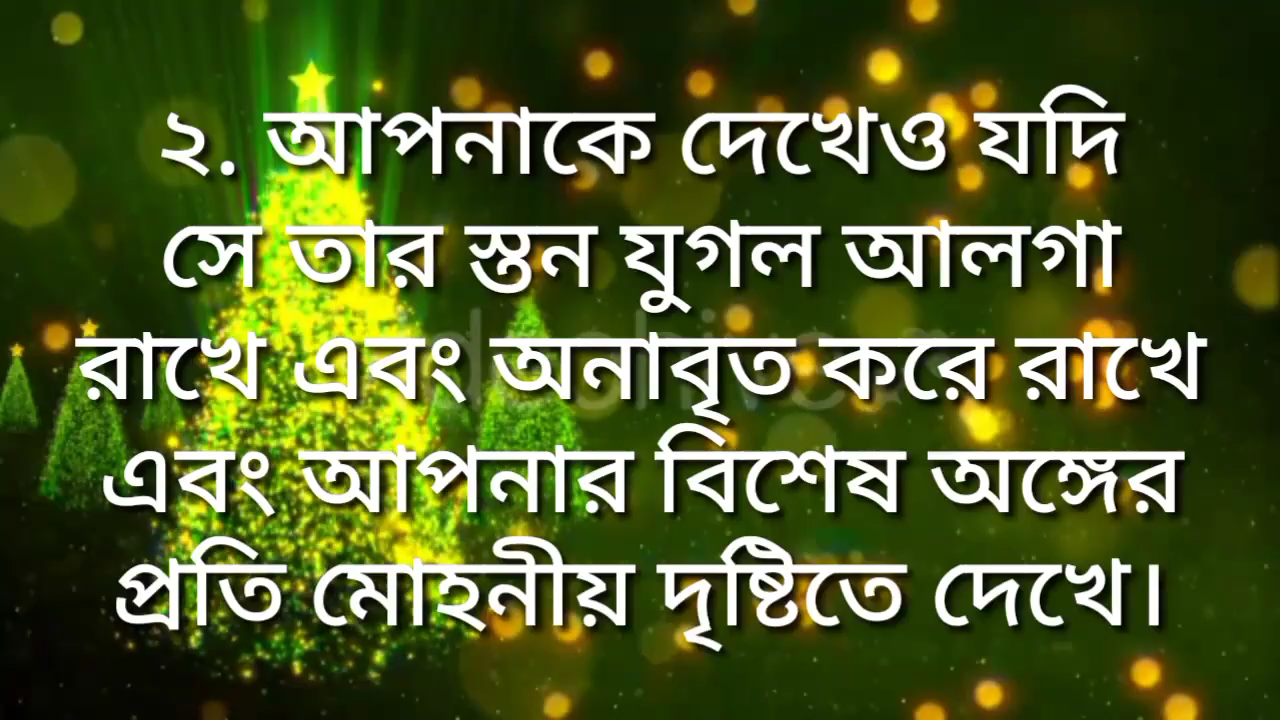 ২. আপনাকে দেখেও যদি
সে তার স্তন যুগল আলগা
রাখে এবং অনাবৃত করে রাখে
এবং আপনার বিশেষ অঙ্গের
প্রতি মোহনীয় দৃষ্টিতে দেখে।